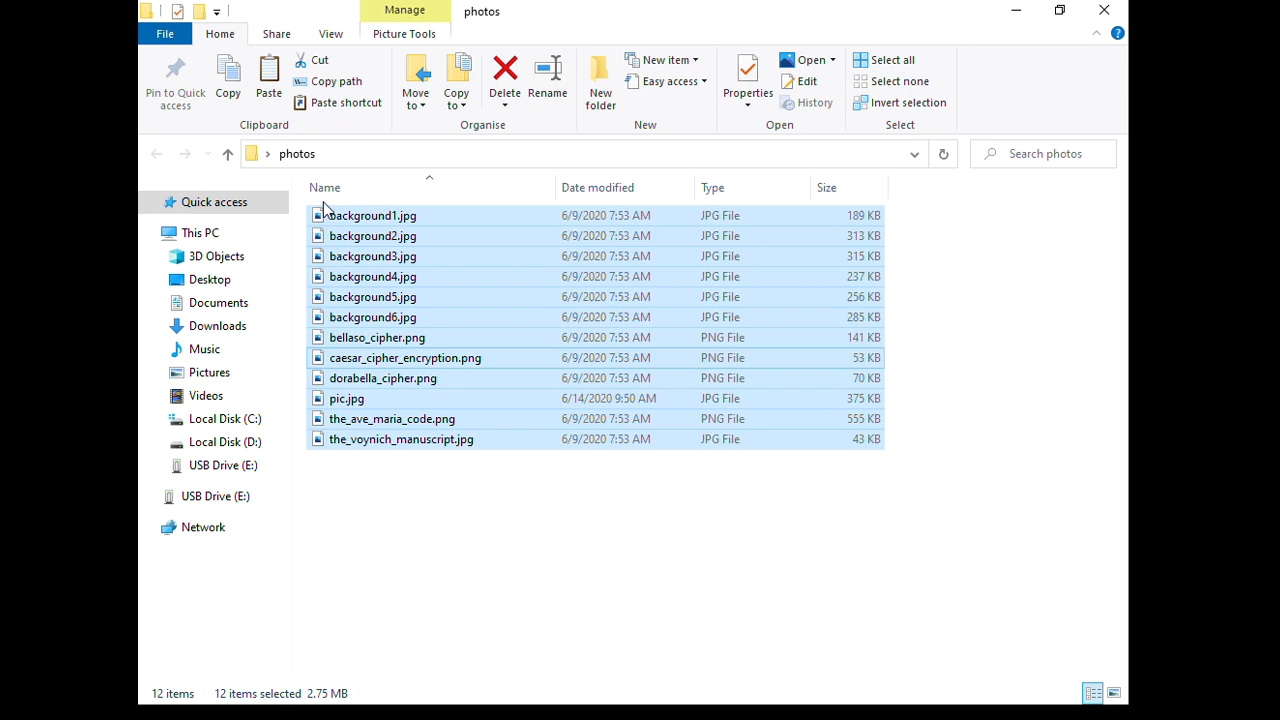 Manage photos
File Home Share View Picture Tools
Pin to Quick access Copy Paste Cut Copy path Paste shortcut Move to Copy to Delete Rename New folder New item Easy access Properties Open Edit History Select all Select none Invert selection
Clipboard Organise New Open Select
photos Search photos
Name Date modified Type Size
Quick access
This PC
3D Objects
Desktop
Documents
Downloads
Music
Pictures
Videos
Local Disk (C:)
Local Disk (D:)
USB Drive (E:)
USB Drive (E:)
Network
background1.jpg 6/9/2020 7:53 AM JPG File 189 KB
background2.jpg 6/9/2020 7:53 AM JPG File 313 KB
background3.jpg 6/9/2020 7:53 AM JPG File 315 KB
background4.jpg 6/9/2020 7:53 AM JPG File 237 KB
background5.jpg 6/9/2020 7:53 AM JPG File 256 KB
background6.jpg 6/9/2020 7:53 AM JPG File 285 KB
bellaso_cipher.png 6/9/2020 7:53 AM PNG File 141 KB
caesar_cipher_encryption.png 6/9/2020 7:53 AM PNG File 53 KB
dorabella_cipher.png 6/9/2020 7:53 AM PNG File 70 KB
pic.jpg 6/14/2020 9:50 AM JPG File 375 KB
the_ave_maria_code.png 6/9/2020 7:53 AM PNG File 555 KB
the_voynich_manuscript.jpg 6/9/2020 7:53 AM JPG File 43 KB
12 items 12 items selected 2.75 MB